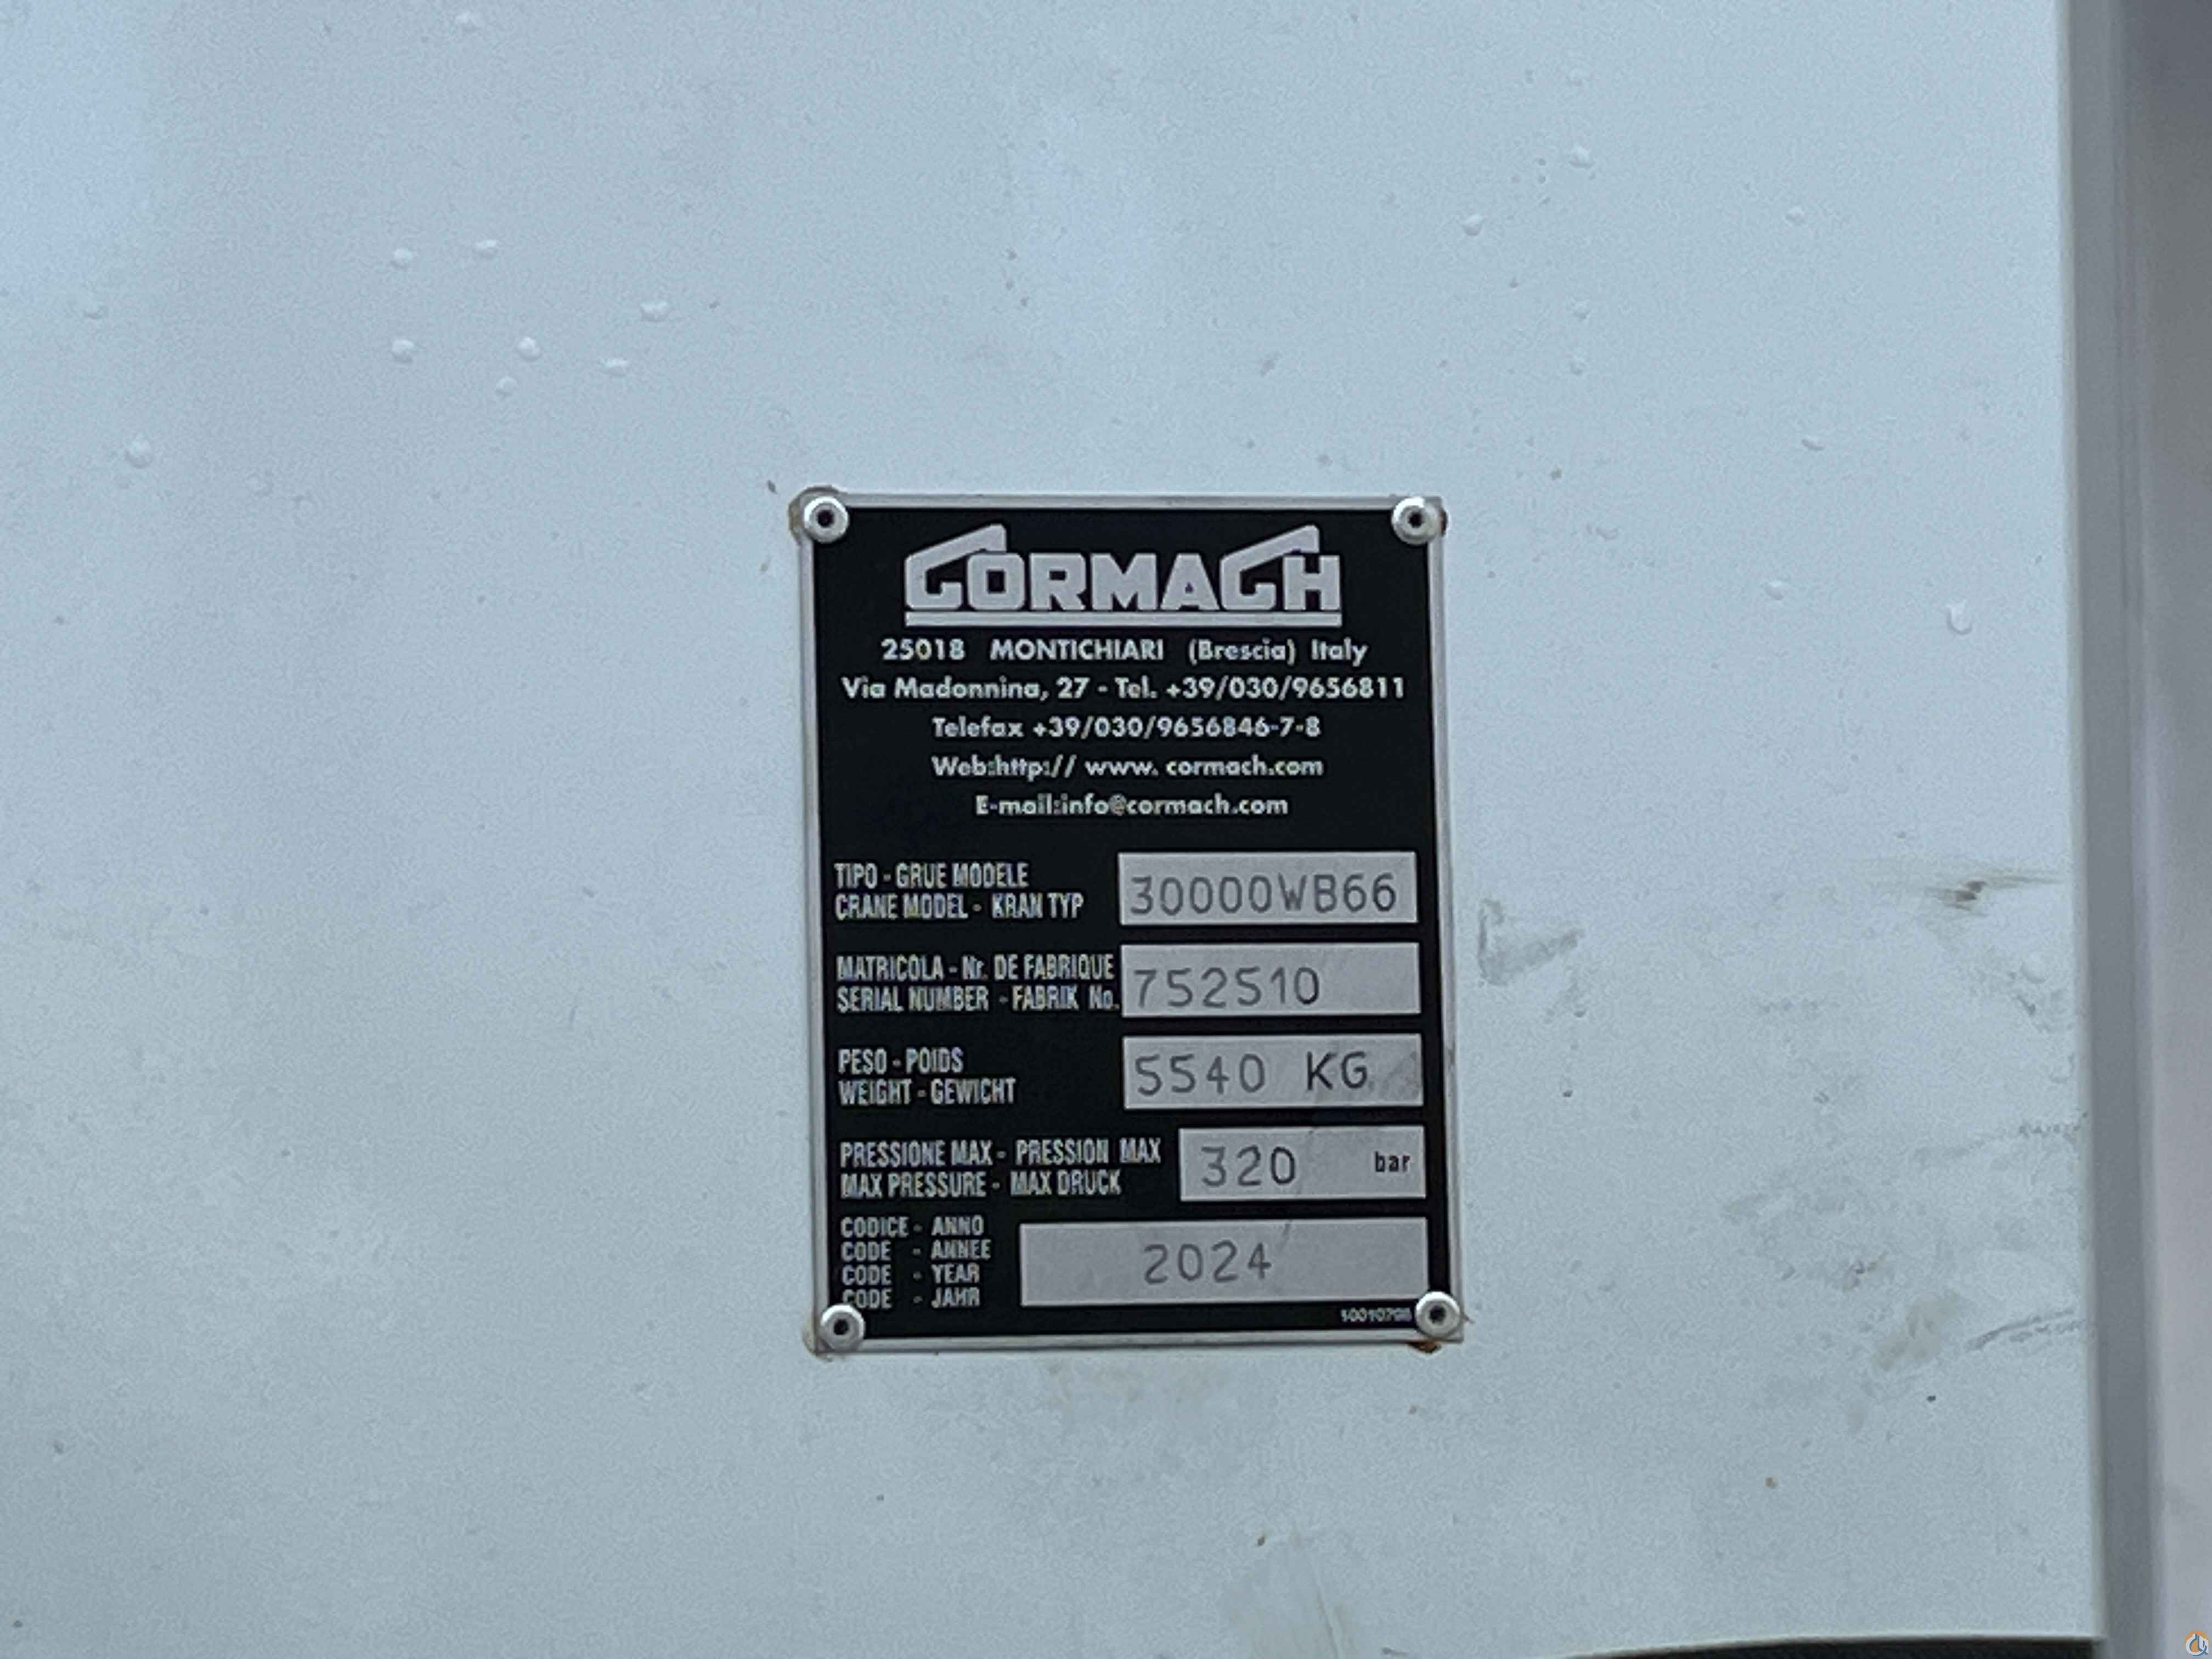 CORMACH
25018 MONTICHIARI (Brescia) Italy
Via Madonnina, 27 - Tel. +39/030/9656811
Telefax +39/030/9656846-7-8
Web:http:// www. cormach.com
E-mail:info@cormach.com
TIPO - GRUE MODELE
CRANE MODEL - KRAN TYP
30000WB66
MATRICOLA - Nr. DE FABRIQUE
SERIAL NUMBER - FABRIK No.
752510
PESO - POIDS
WEIGHT - GEWICHT
5540 KG
PRESSIONE MAX - PRESSION MAX
MAX PRESSURE - MAX DRUCK
320 bar
CODICE - ANNO
CODE - ANNEE
CODE - YEAR
CODE - JAHR
2024